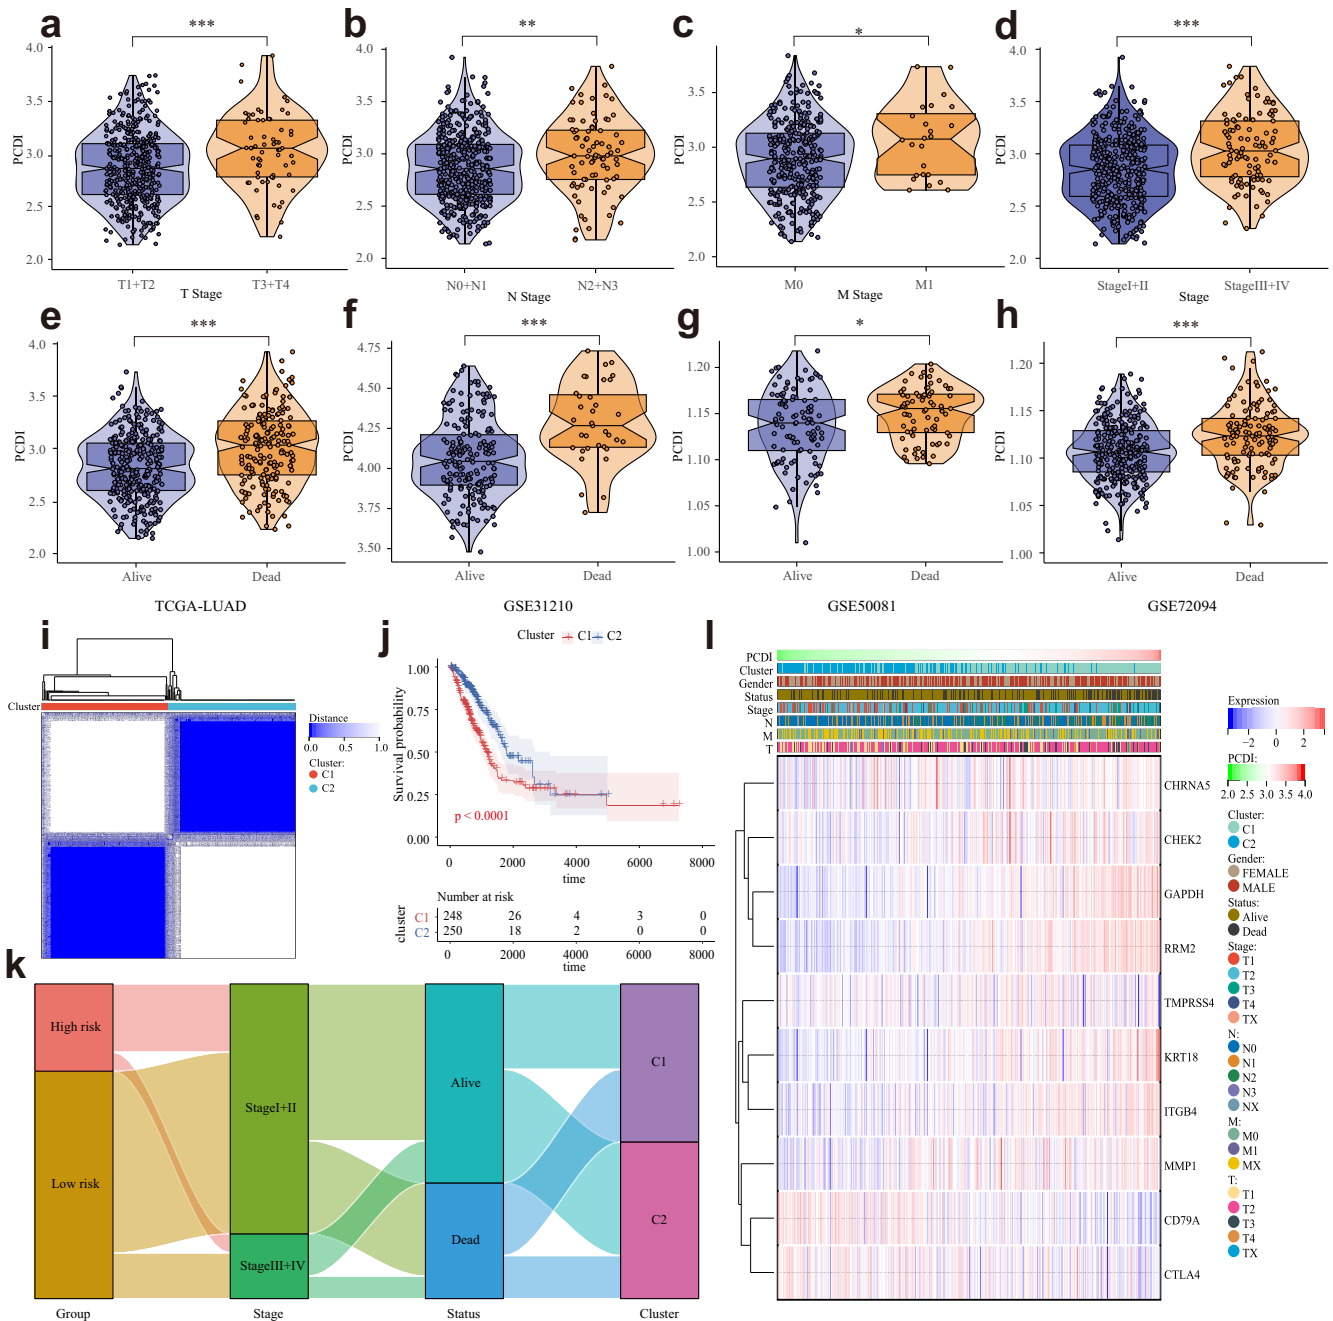 a
***
PCDI
4.0
3.5
3.0
2.5
2.0
T1+T2
T3+T4
T Stage
b
**
PCDI
4.0
3.5
3.0
2.5
2.0
N0+N1
N2+N3
N Stage
c
*
PCDI
3.5
3.0
2.5
2.0
M0
M1
M Stage
d
***
PCDI
4.0
3.5
3.0
2.5
2.0
StageI+II
StageIII+IV
Stage
e
***
PCDI
4.0
3.5
3.0
2.5
2.0
Alive
Dead
TCGA-LUAD
f
***
PCDI
4.75
4.50
4.25
4.00
3.75
3.50
Alive
Dead
GSE31210
g
*
PCDI
1.20
1.15
1.10
1.05
1.00
Alive
Dead
GSE50081
h
***
PCDI
1.20
1.15
1.10
1.05
1.00
Alive
Dead
GSE72094
i
Cluster
Distance
0.0 0.5 1.0
Cluster:
C1
C2
j
Cluster C1 C2
Survival probability
1.00
0.75
0.50
0.25
0.00
p < 0.0001
0 2000 4000 6000 8000
time
Number at risk
cluster
C1 248 26 4 3 0
C2 250 18 2 0 0
0 2000 4000 6000 8000
time
k
High risk
Low risk
StageI+II
StageIII+IV
Alive
Dead
C1
C2
Group
Stage
Status
Cluster
l
PCDI
Cluster
Gender
Status
Stage
N
M
T
CHRNA5
CHEK2
GAPDH
RRM2
TMPRSS4
KRT18
ITGB4
MMP1
CD79A
CTLA4
Expression
−2 0 2
PCDI:
2.0 2.5 3.0 3.5 4.0
Cluster:
C1
C2
Gender:
FEMALE
MALE
Status:
Alive
Dead
Stage:
T1
T2
T3
T4
TX
N:
N0
N1
N2
N3
NX
M:
M0
M1
MX
T:
T1
T2
T3
T4
TX